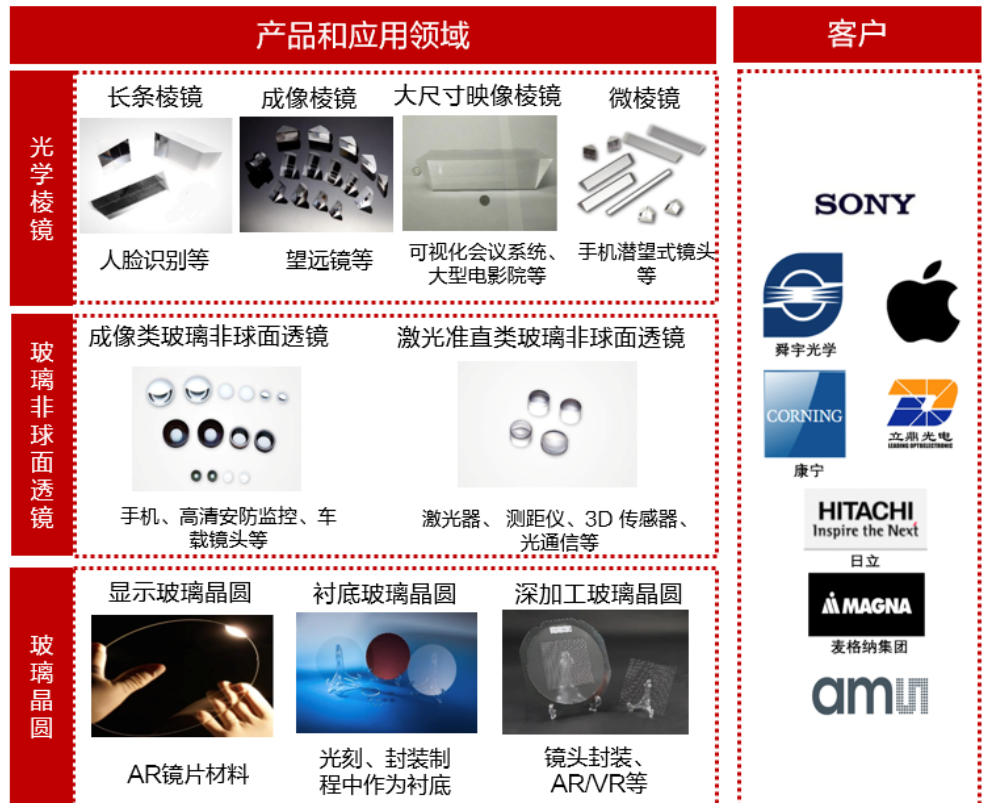 产品和应用领域
客户
光学棱镜
长条棱镜
成像棱镜
大尺寸映像棱镜
微棱镜
人脸识别等
望远镜等
可视化会议系统、
大型电影院等
手机潜望式镜头
等
玻璃非球面透镜
成像类玻璃非球面透镜
激光准直类玻璃非球面透镜
手机、高清安防监控、车
载镜头等
激光器、 测距仪、3D 传感器、
光通信等
玻璃晶圆
显示玻璃晶圆
衬底玻璃晶圆
深加工玻璃晶圆
AR镜片材料
光刻、封装制
程中作为衬底
镜头封装、
AR/VR等
SONY
舜宇光学
CORNING
康宁
立鼎光电
LEADING OPTOELECTRONIC
HITACHI
Inspire the Next
日立
MAGNA
麦格纳集团
amun